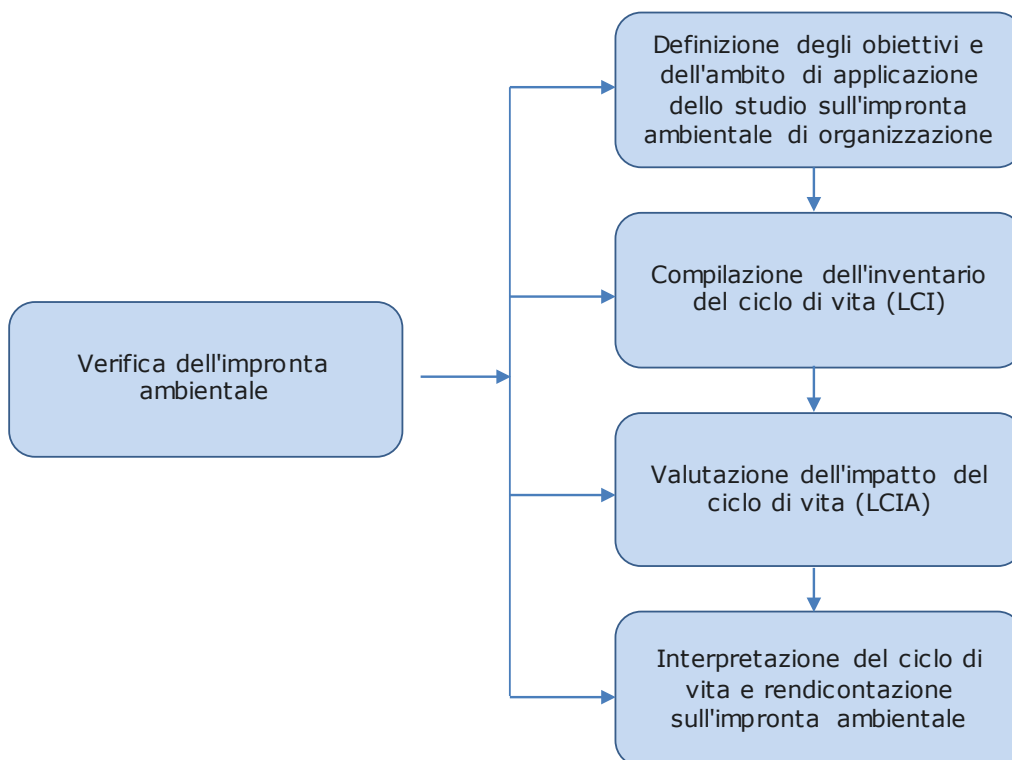 Definizione degli obiettivi e
dell'ambito di applicazione
dello studio sull'impronta
ambientale di organizzazione
Compilazione dell'inventario
del ciclo di vita (LCI)
Verifica dell'impronta
ambientale
Valutazione dell'impatto del
ciclo di vita (LCIA)
Interpretazione del ciclo di
vita e rendicontazione
sull'impronta ambientale